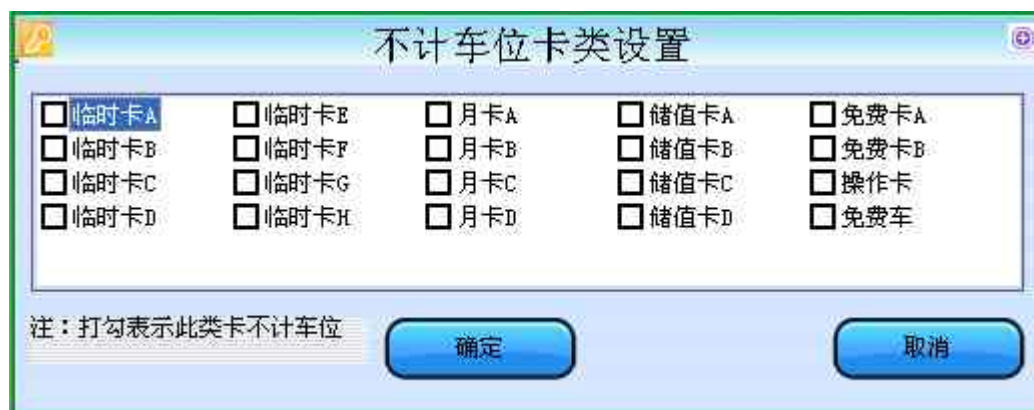 不计车位卡类设置
临时卡A 临时卡E 月卡A 储值卡A 免费卡A
临时卡B 临时卡F 月卡B 储值卡B 免费卡B
临时卡C 临时卡G 月卡C 储值卡C 操作卡
临时卡D 临时卡H 月卡D 储值卡D 免费车
注：打勾表示此类卡不计车位
确定 取消